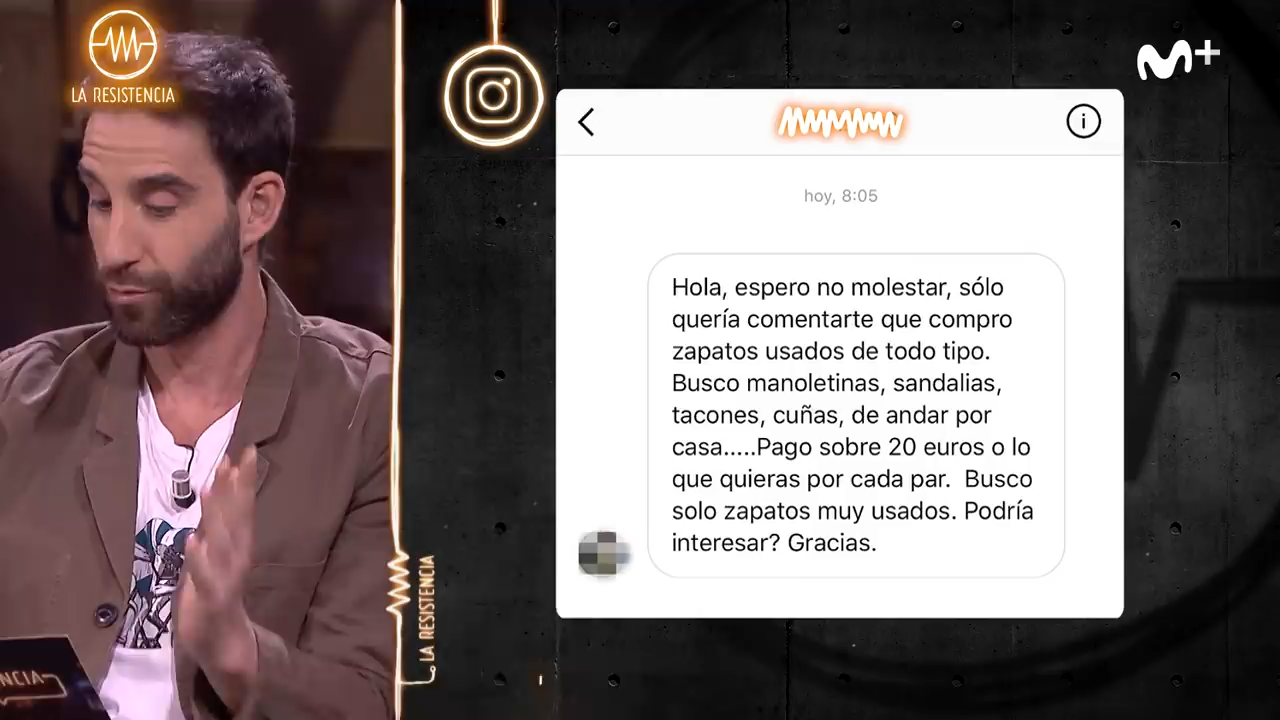 LA RESISTENCIA
M+
hoy, 8:05
Hola, espero no molestar, sólo
quería comentarte que compro
zapatos usados de todo tipo.
Busco manoletinas, sandalias,
tacones, cuñas, de andar por
casa.....Pago sobre 20 euros o lo
que quieras por cada par.  Busco
solo zapatos muy usados. Podría
interesar? Gracias.
LA RESISTENCIA
NCIA